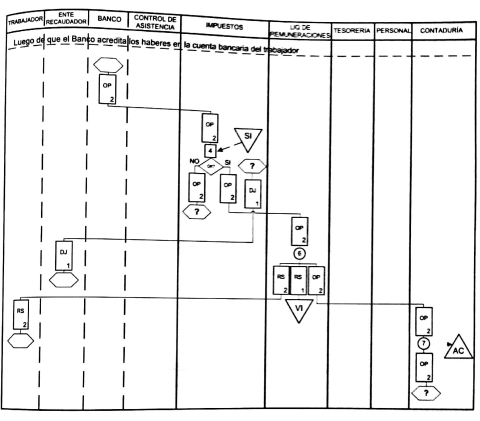 TRABAJADOR ENTE RECAUDADOR BANCO CONTROL DE ASISTENCIA IMPUESTOS LIQ DE REMUNERACIONES TESORERIA PERSONAL CONTADURÍA
Luego de que el Banco acredita los haberes en la cuenta bancaria del trabajador
OP
2
OP
2
SI
4
NO
SI
?
OP
2
OP
2
DJ
1
?
OP
2
DJ
1
6
RS
2
RS
1
OP
2
RS
2
VI
OP
2
7
AC
OP
2
?